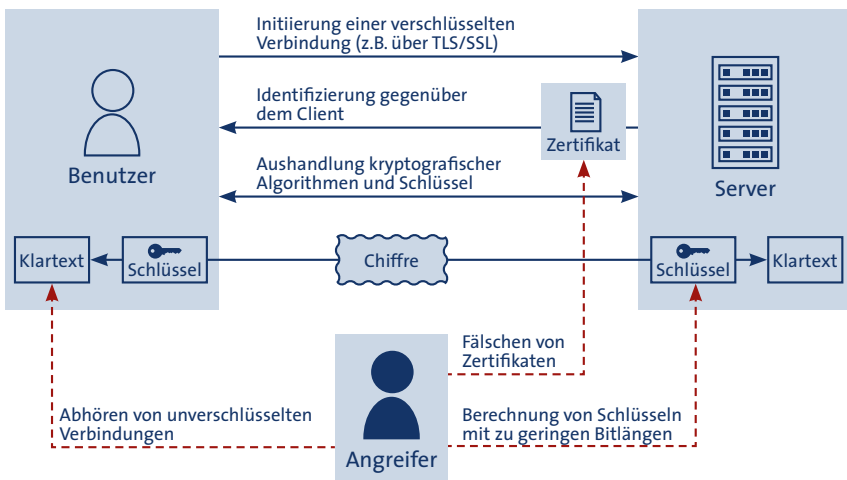 Initiierung einer verschlüsselten
Verbindung (z.B. über TLS/SSL)
Identifizierung gegenüber
dem Client
Zertifikat
Benutzer
Aushandlung kryptografischer
Algorithmen und Schlüssel
Server
Klartext
Schlüssel
Chiffre
Schlüssel
Klartext
Fälschen von
Zertifikaten
Abhören von unverschlüsselten
Verbindungen
Berechnung von Schlüsseln
mit zu geringen Bitlängen
Angreifer